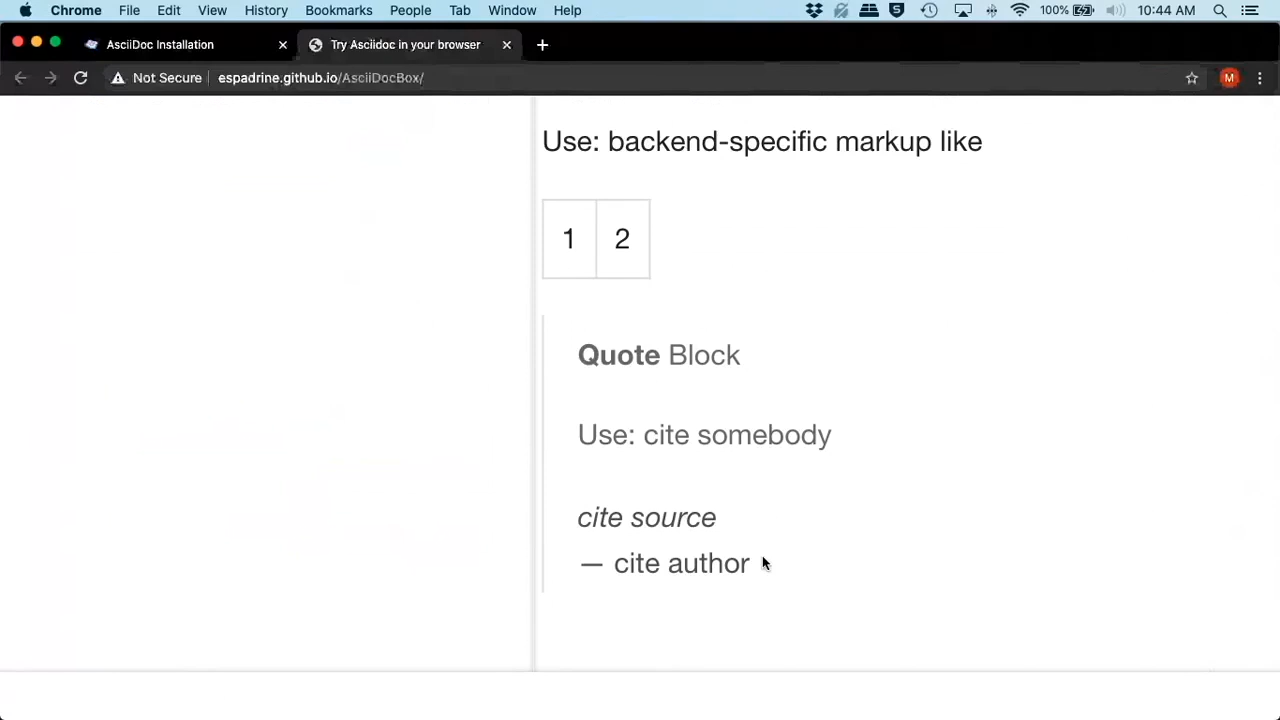 Chrome File Edit View History Bookmarks People Tab Window Help 100% 10:44 AM
AsciiDoc Installation Try Asciidoc in your browser
Not Secure espadrine.github.io/AsciiDocBox/ M
Use: backend-specific markup like
1 2
Quote Block
Use: cite somebody
cite source
— cite author